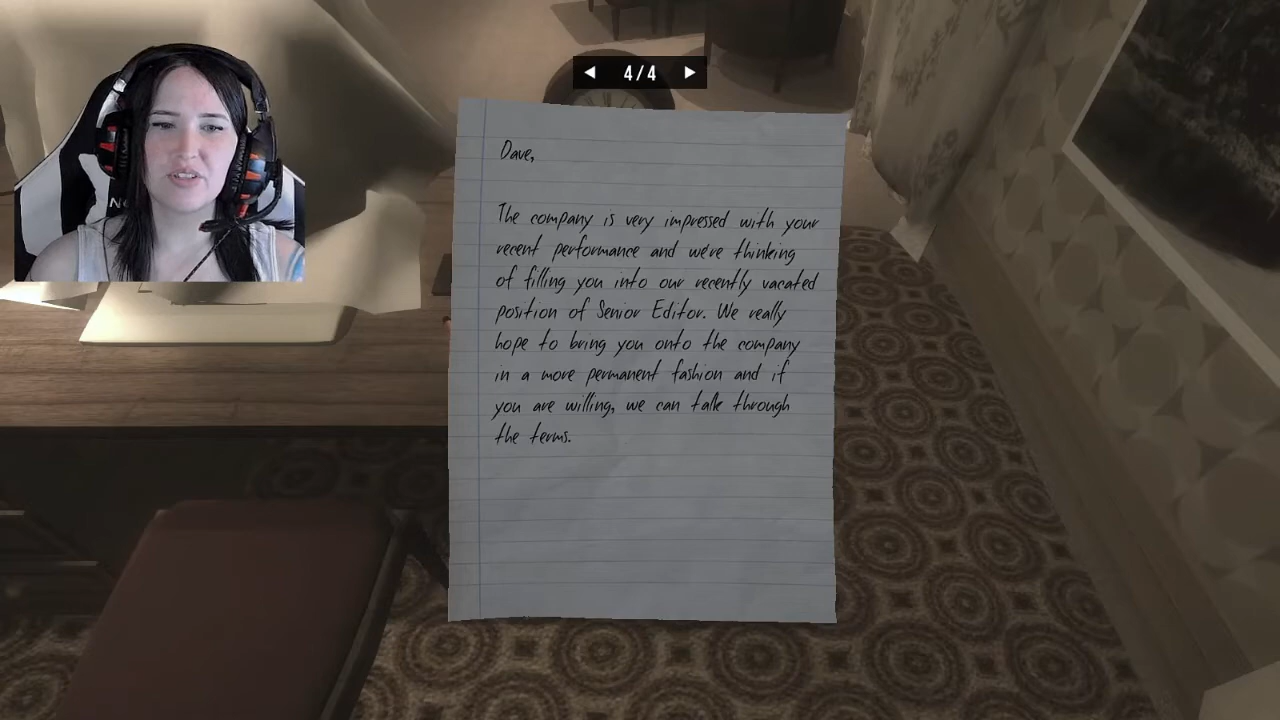 4/4
Dave,
The company is very impressed with your
recent performance and we're thinking
of filling you into our recently vacated
position of Senior Editor. We really
hope to bring you onto the company
in a more permanent fashion and if
you are willing, we can talk through
the terms.